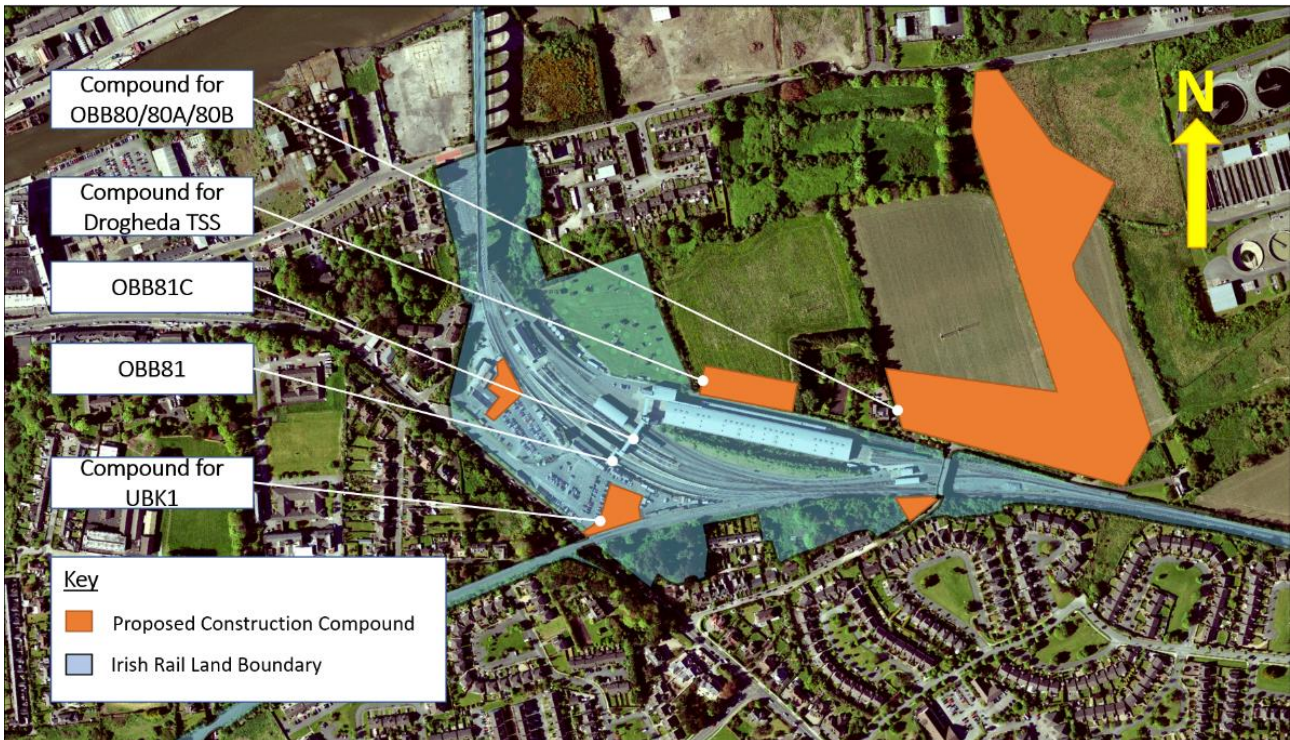 Compound for
OBB80/80A/80B
N
Compound for
Drogheda TSS
OBB81C
OBB81
Compound for
UBK1
Key
Proposed Construction Compound
Irish Rail Land Boundary